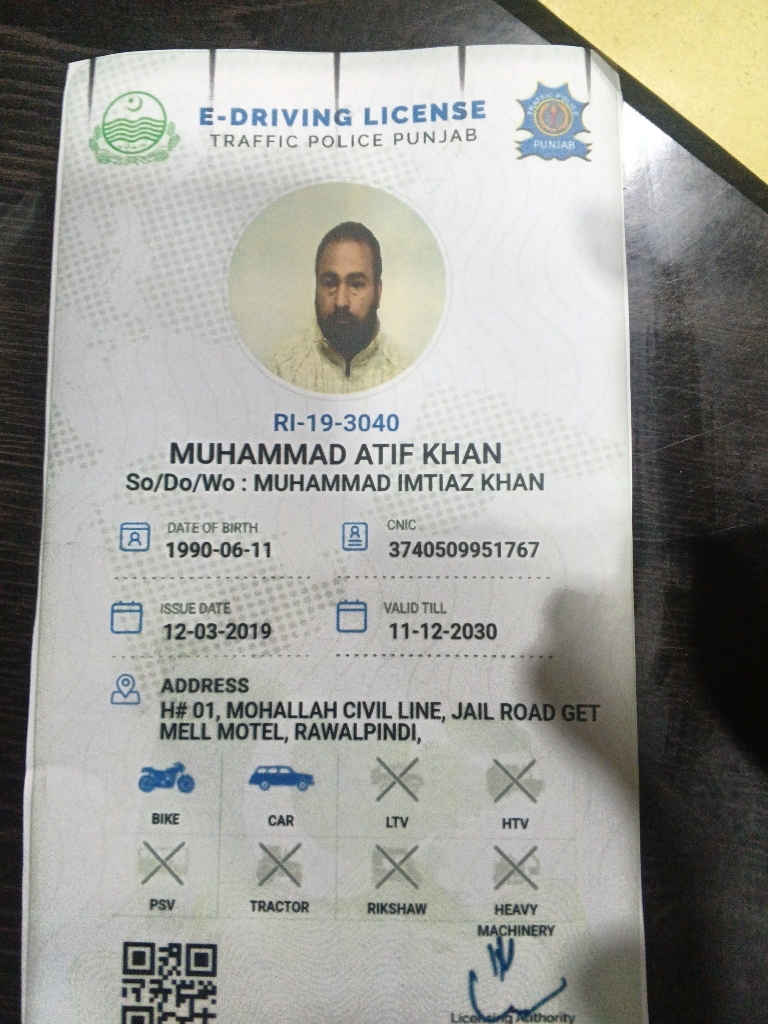 E-DRIVING LICENSE
TRAFFIC POLICE PUNJAB
TRAFFIC POLICE
PUNJAB
RI-19-3040
MUHAMMAD ATIF KHAN
So/Do/Wo : MUHAMMAD IMTIAZ KHAN
DATE OF BIRTH CNIC
1990-06-11 3740509951767
ISSUE DATE VALID TILL
12-03-2019 11-12-2030
ADDRESS
H# 01, MOHALLAH CIVIL LINE, JAIL ROAD GET
MELL MOTEL, RAWALPINDI,
BIKE CAR LTV HTV
PSV TRACTOR RIKSHAW HEAVY
MACHINERY
Licensing Authority